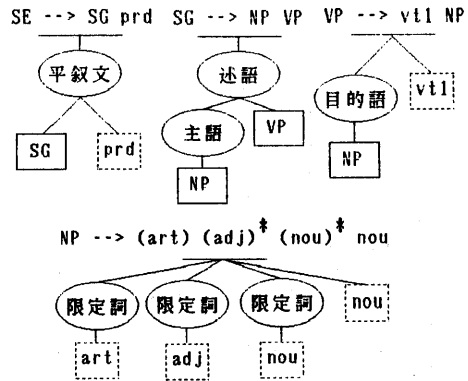 SE --> SG prd SG --> NP VP VP --> vt1 NP
平叙文 述語 目的語 vt1
SG prd 主語 VP NP
NP
NP --> (art) (adj)* (nou)* nou
限定詞 限定詞 限定詞 nou
art adj nou